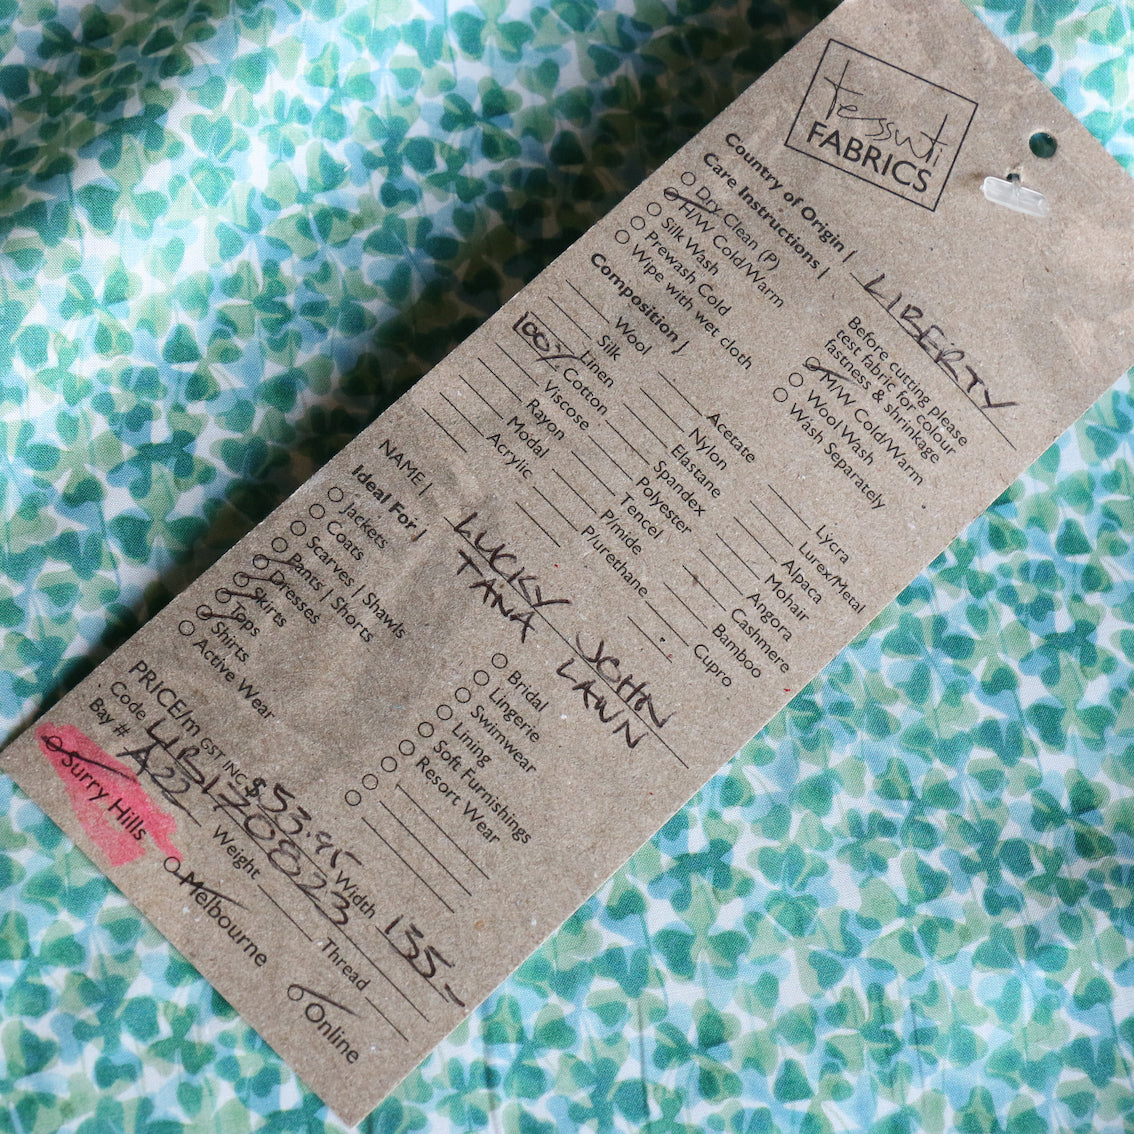 tessuti
FABRICS
Country of Origin | LIBERTY
Care Instructions |
Dry Clean (P)
H/W Cold/Warm
Silk Wash
Prewash Cold
Wipe with wet cloth
Before cutting please
test fabric for colour
fastness & shrinkage
M/W Cold/Warm
Wool Wash
Wash Separately
Composition |
Wool
Silk
Linen
100% Cotton
Viscose
Rayon
Modal
Acrylic
Acetate
Nylon
Elastane
Spandex
Polyester
Tencel
P/mide
P/urethane
Lycra
Lurex/Metal
Alpaca
Mohair
Angora
Cashmere
Bamboo
Cupro
NAME | LUCKY JOHN
TANA LAWN
Ideal For |
Jackets
Coats
Scarves | Shawls
Pants | Shorts
Dresses
Skirts
Tops
Shirts
Active Wear
Bridal
Lingerie
Swimwear
Lining
Soft Furnishings
Resort Wear
PRICE/m GST INC $53.95 Width 135
Code LIB1708223
Bay # A22 Weight Thread
Surry Hills
Melbourne
Online